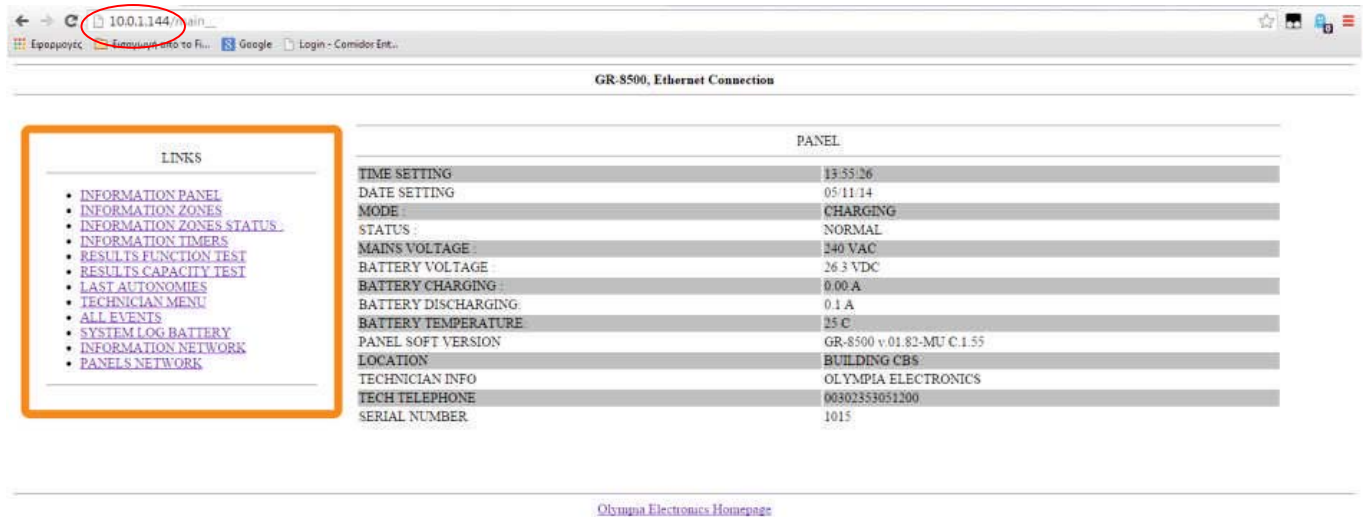 10.0.1.144/main_
Εφαρμογές Εισαγωγή από το Fi... Google Login - Comidor Ent...
GR-8500, Ethernet Connection
LINKS
INFORMATION PANEL
INFORMATION ZONES
INFORMATION ZONES STATUS :
INFORMATION TIMERS
RESULTS FUNCTION TEST
RESULTS CAPACITY TEST
LAST AUTONOMIES
TECHNICIAN MENU
ALL EVENTS
SYSTEM LOG BATTERY
INFORMATION NETWORK
PANELS NETWORK
PANEL
TIME SETTING 13:55:26
DATE SETTING 05/11/14
MODE : CHARGING
STATUS : NORMAL
MAINS VOLTAGE : 240 VAC
BATTERY VOLTAGE : 26.3 VDC
BATTERY CHARGING : 0.00 A
BATTERY DISCHARGING: 0.1 A
BATTERY TEMPERATURE: 25 C
PANEL SOFT VERSION GR-8500 v.01.82-MU C.1.55
LOCATION BUILDING CBS
TECHNICIAN INFO OLYMPIA ELECTRONICS
TECH TELEPHONE 00302353051200
SERIAL NUMBER 1015
Olympia Electronics Homepage